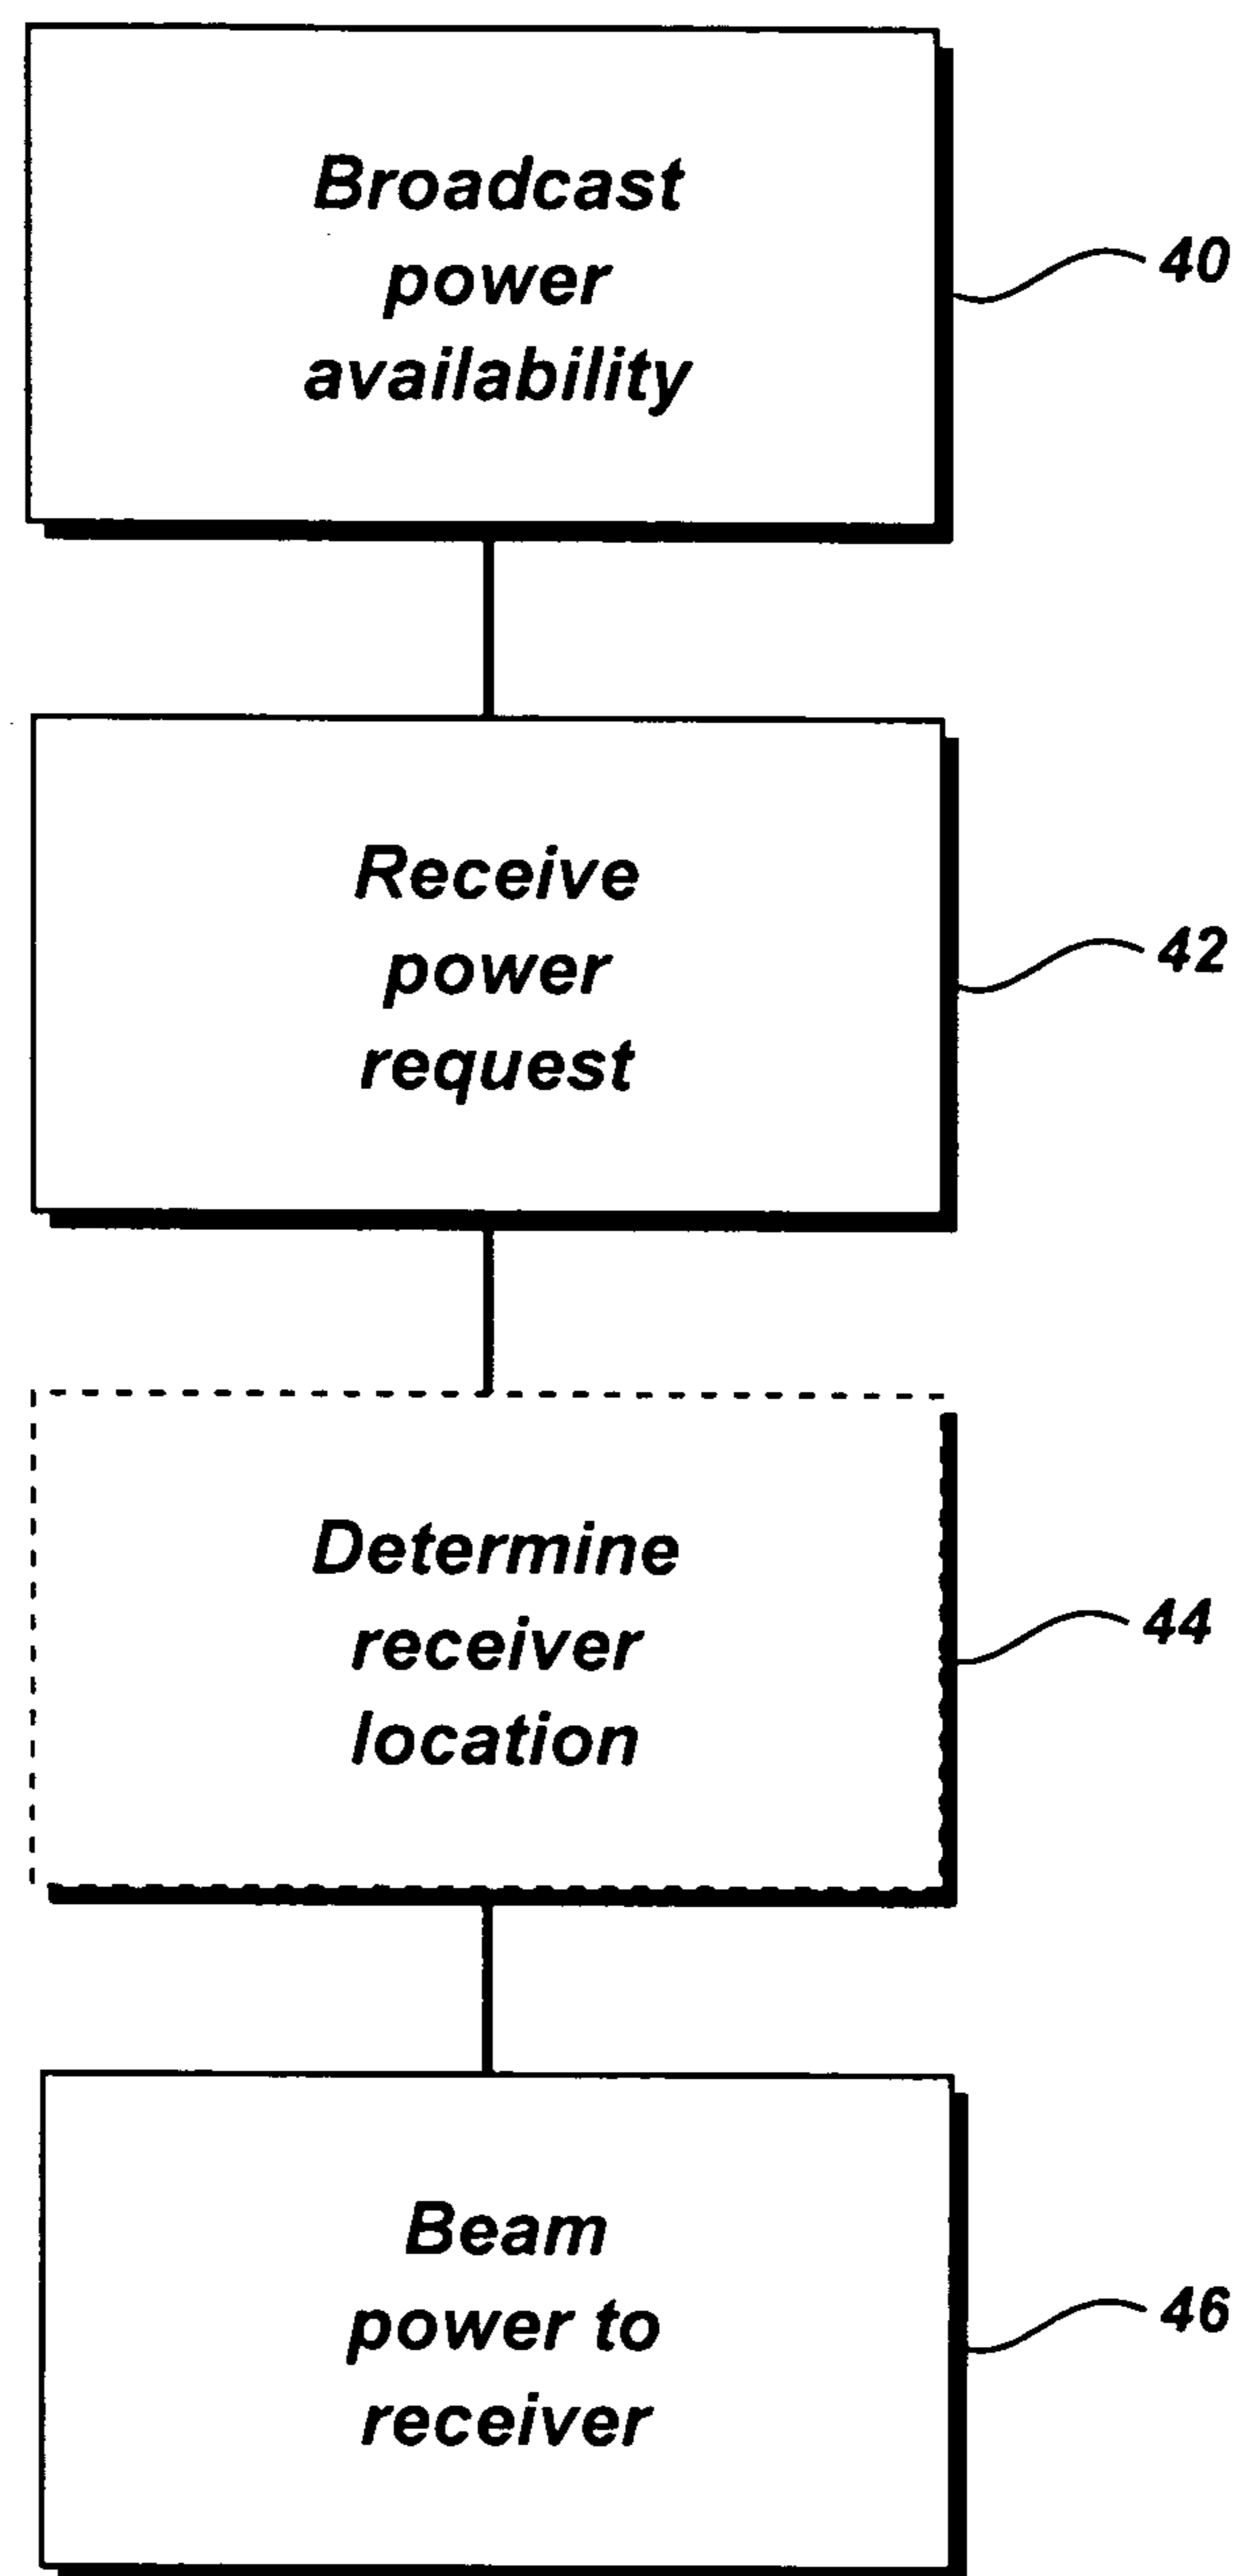 Broadcast
power
availability
40
Receive
power
request
42
Determine
receiver
location
44
Beam
power to
receiver
46